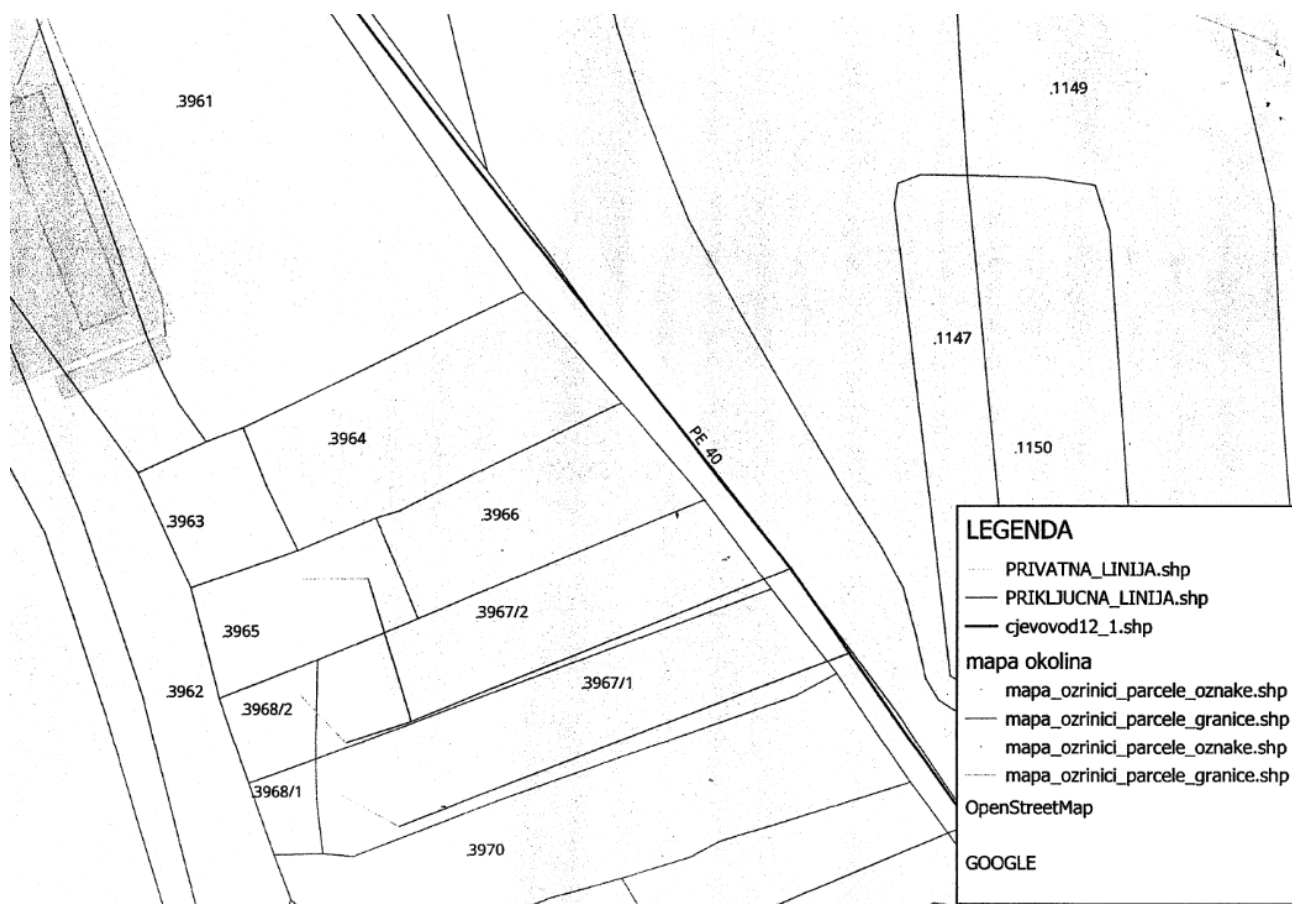 .3961
.1149
.1147
.3964
PE 40
.1150
.3966
.3963
LEGENDA
PRIVATNA_LINIJA.shp
PRIKLJUCNA_LINIJA.shp
.3967/2
.3965
cjevovod12_1.shp
mapa okolina
.3967/1
.3962
mapa_ozrinici_parcele_oznake.shp
.3968/2
mapa_ozrinici_parcele_granice.shp
mapa_ozrinici_parcele_oznake.shp
mapa_ozrinici_parcele_granice.shp
.3968/1
OpenStreetMap
.3970
GOOGLE